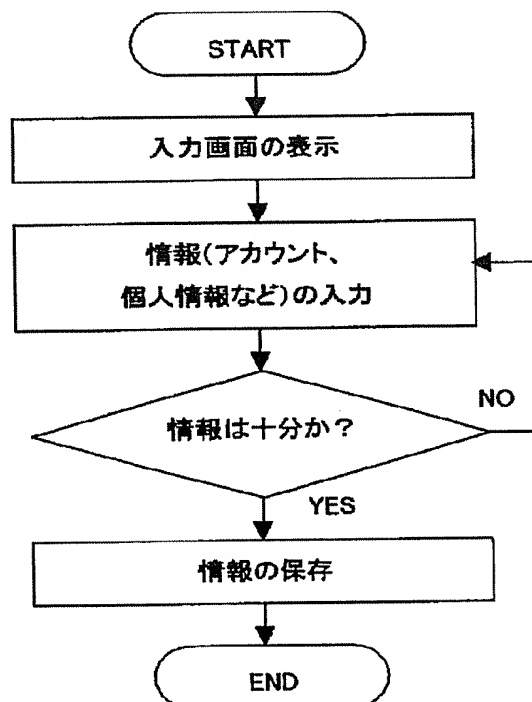 START
入力画面の表示
情報(アカウント、
個人情報など)の入力
情報は十分か？
NO
YES
情報の保存
END